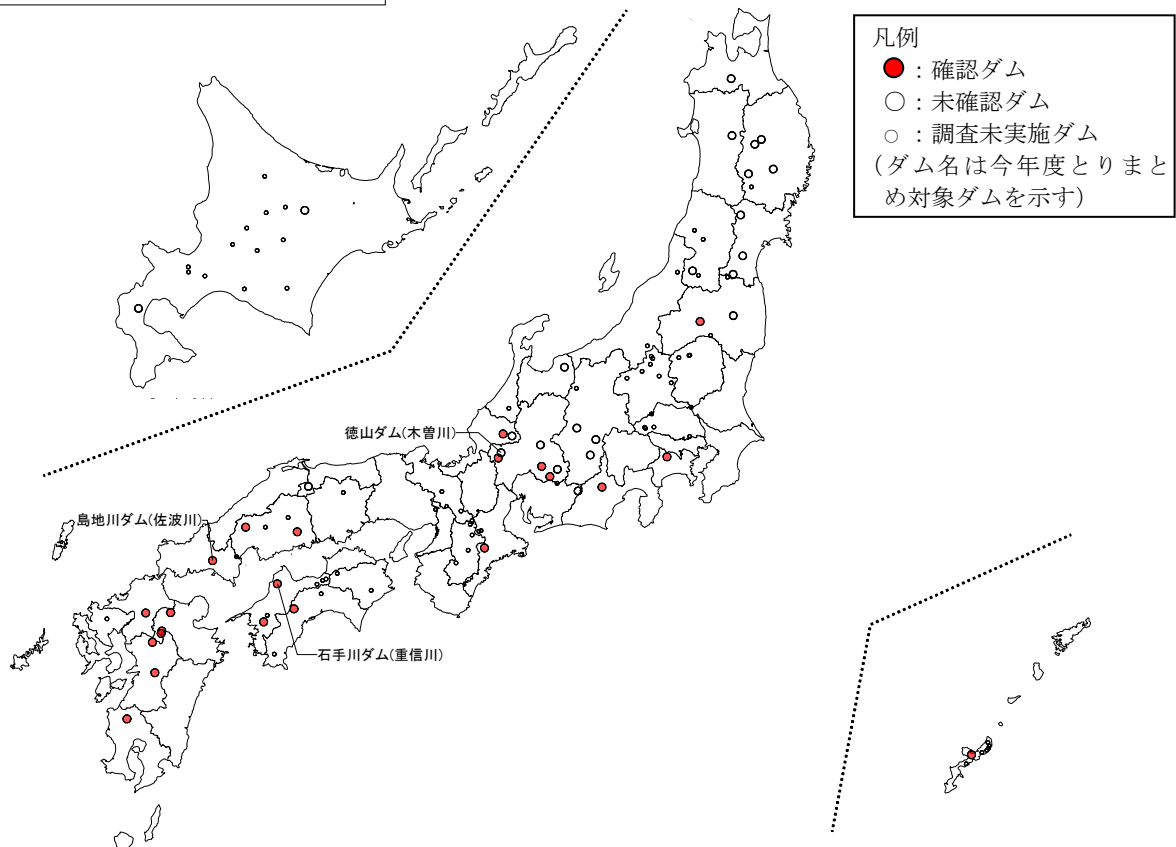 凡例
● : 確認ダム
○ : 未確認ダム
○ : 調査未実施ダム
(ダム名は今年度とりまと
め対象ダムを示す)
徳山ダム(木曽川)
島地川ダム(佐波川)
石手川ダム(重信川)